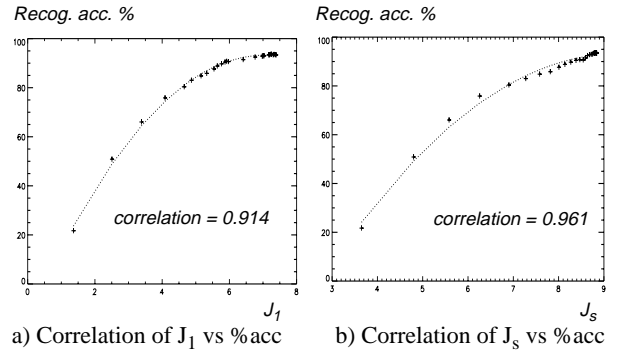 Recog. acc. %
100
80
60
40
20
0
0 2 4 6 8
correlation = 0.914
J1
a) Correlation of J1 vs %acc
Recog. acc. %
100
80
60
40
20
0
3 4 5 6 7 8 9
correlation = 0.961
Js
b) Correlation of Js vs %acc